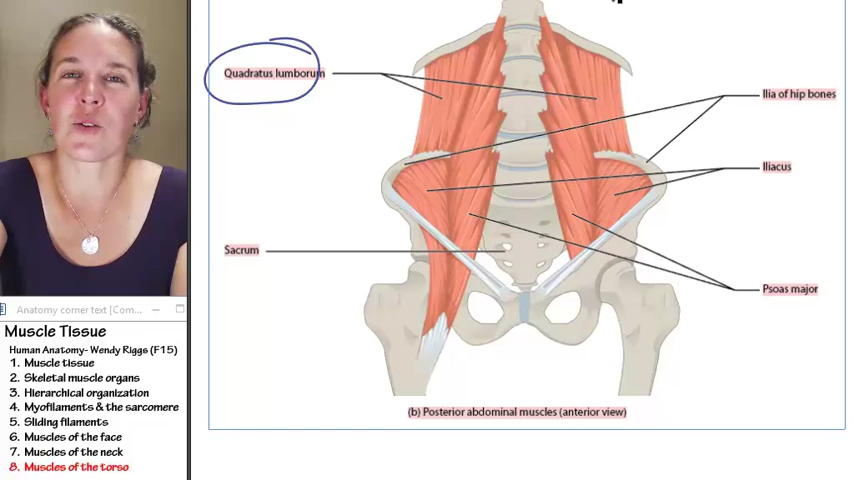 Quadratus lumborum
Ilia of hip bones
Iliacus
Sacrum
Psoas major
(b) Posterior abdominal muscles (anterior view)
Anatomy corner text [Com...
Muscle Tissue
Human Anatomy- Wendy Riggs (F15)
1. Muscle tissue
2. Skeletal muscle organs
3. Hierarchical organization
4. Myofilaments & the sarcomere
5. Sliding filaments
6. Muscles of the face
7. Muscles of the neck
8. Muscles of the torso